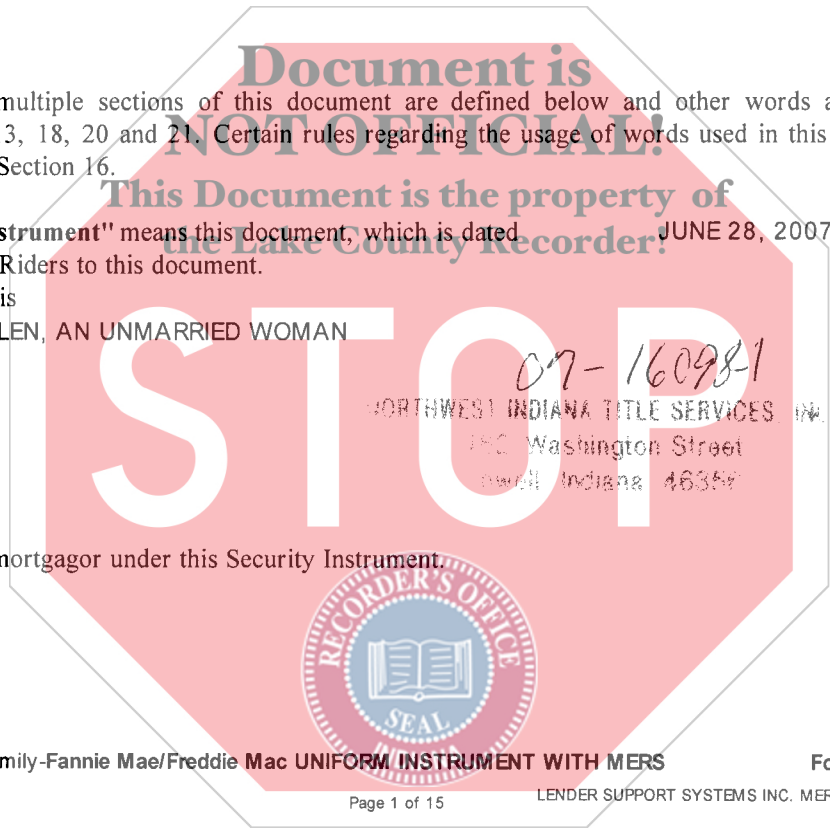 Document is
multiple sections of this document are defined below and other words a
3, 18, 20 and 21. Certain rules regarding the usage of words used in this
NOT OFFICIAL!
Section 16.
This Document is the property of
strument" means this document, which is dated JUNE 28, 2007
the Lake County Recorder!
Riders to this document.
is
LEN, AN UNMARRIED WOMAN
STOP
07-160981
NORTHWEST INDIANA TITLE SERVICES, IN
Washington Street
Indiana
mortgagor under this Security Instrument.
RECORDER'S OFFICE
SEAL
INDIANA
mily-Fannie Mae/Freddie Mac UNIFORM INSTRUMENT WITH MERS Fo
Page 1 of 15 LENDER SUPPORT SYSTEMS INC. MER